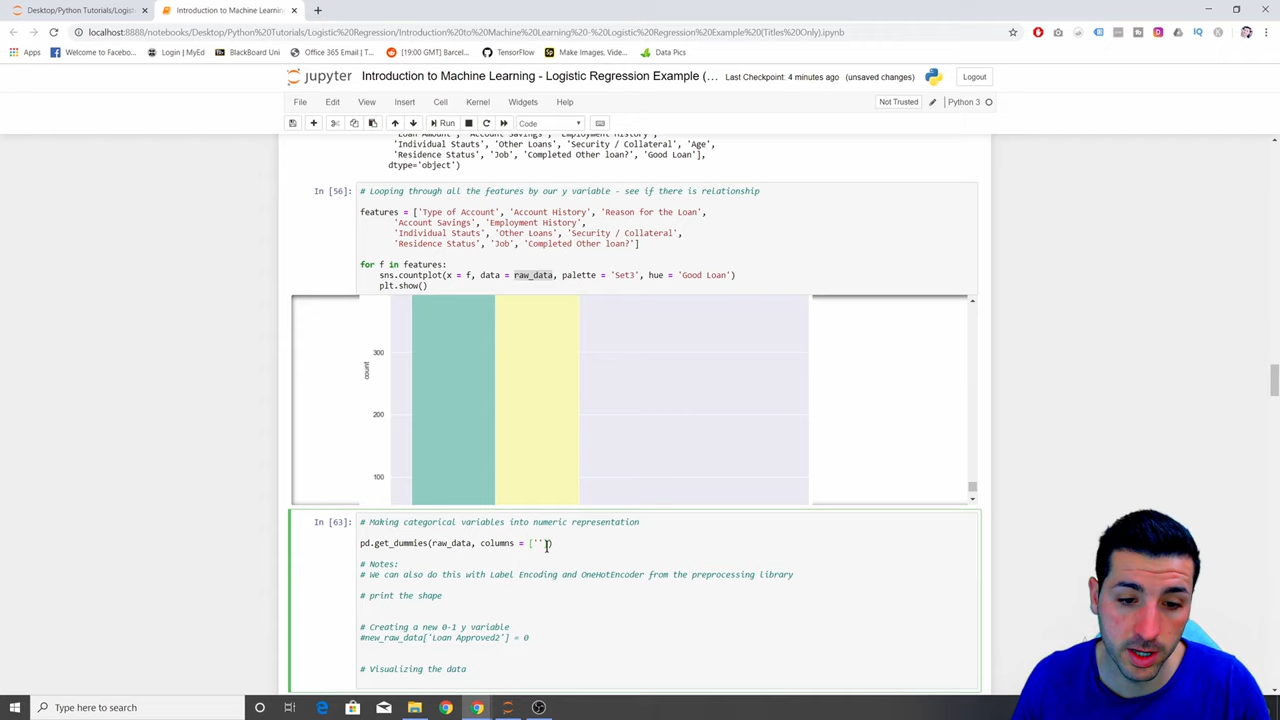 Desktop/Python Tutorials/Logist
Introduction to Machine Learning
localhost:8888/notebooks/Desktop/Python%20Tutorials/Logistic%20Regression/Introduction%20to%20Machine%20Learning%20-%20Logistic%20Regression%20Example%20(Titles%20Only).ipynb
Apps
Welcome to Facebo...
Login | MyEd
BlackBoard Uni
Office 365 Email | T...
[19:00 GMT] Barcel...
TensorFlow
Make Images, Vide...
Data Pics
jupyter
Introduction to Machine Learning - Logistic Regression Example (...
Last Checkpoint: 4 minutes ago (unsaved changes)
Logout
File
Edit
View
Insert
Cell
Kernel
Widgets
Help
Not Trusted
Python 3
Run
Code
'Loan Amount', 'Account Savings', 'Employment History',
'Individual Stauts', 'Other Loans', 'Security / Collateral', 'Age',
'Residence Status', 'Job', 'Completed Other loan?', 'Good Loan'],
dtype='object')
In [56]:
# Looping through all the features by our y variable - see if there is relationship
features = ['Type of Account', 'Account History', 'Reason for the Loan',
'Account Savings', 'Employment History',
'Individual Stauts', 'Other Loans', 'Security / Collateral',
'Residence Status', 'Job', 'Completed Other loan?']
for f in features:
sns.countplot(x = f, data = raw_data, palette = 'Set3', hue = 'Good Loan')
plt.show()
300
count
200
100
In [63]:
# Making categorical variables into numeric representation
pd.get_dummies(raw_data, columns = [''])
# Notes:
# We can also do this with Label Encoding and OneHotEncoder from the preprocessing library
# print the shape
# Creating a new 0-1 y variable
#new_raw_data['Loan Approved2'] = 0
# Visualizing the data
Type here to search